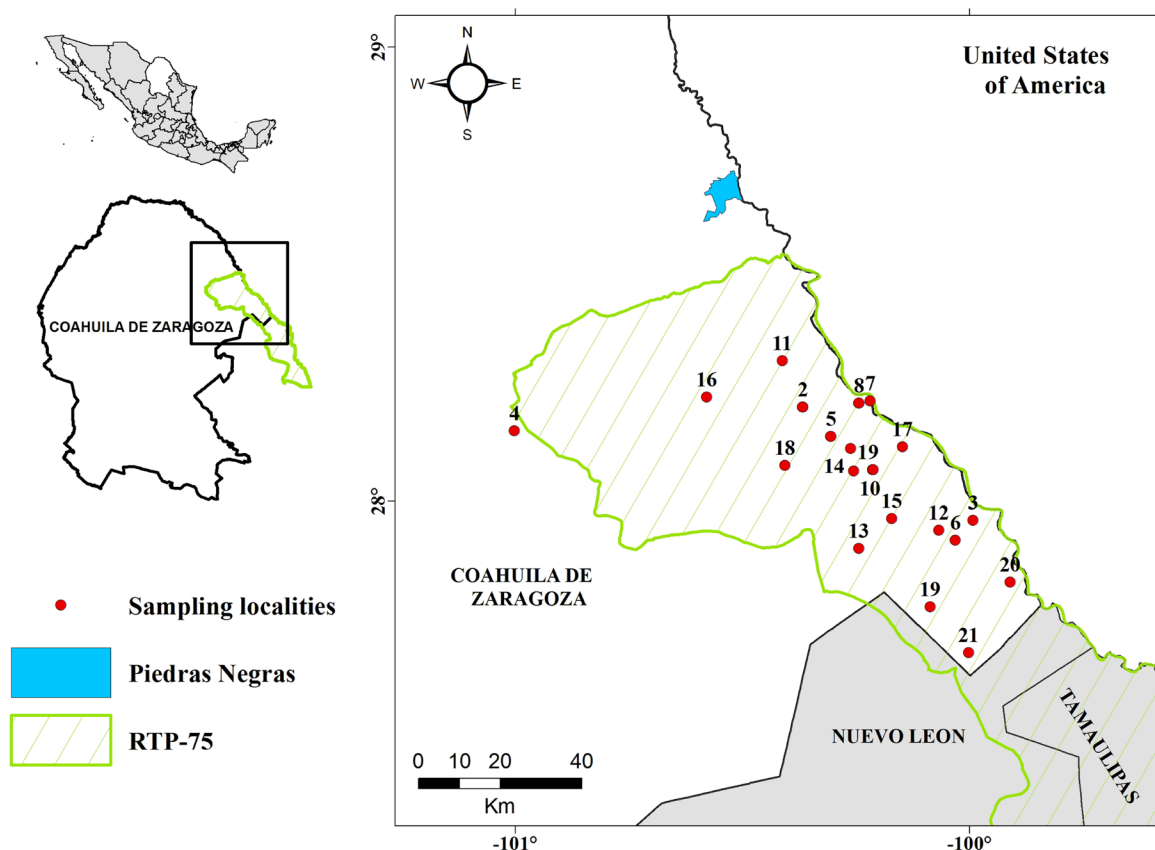 COAHUILA DE ZARAGOZA
Sampling localities
Piedras Negras
RTP-75
29°
28°
N
W
E
S
United States
of America
11
16
2
87
4
5
17
18
19
14
10
15
3
12
6
13
20
19
21
COAHUILA DE
ZARAGOZA
NUEVO LEON
TAMAULIPAS
0 10 20 40
Km
-101°
-100°